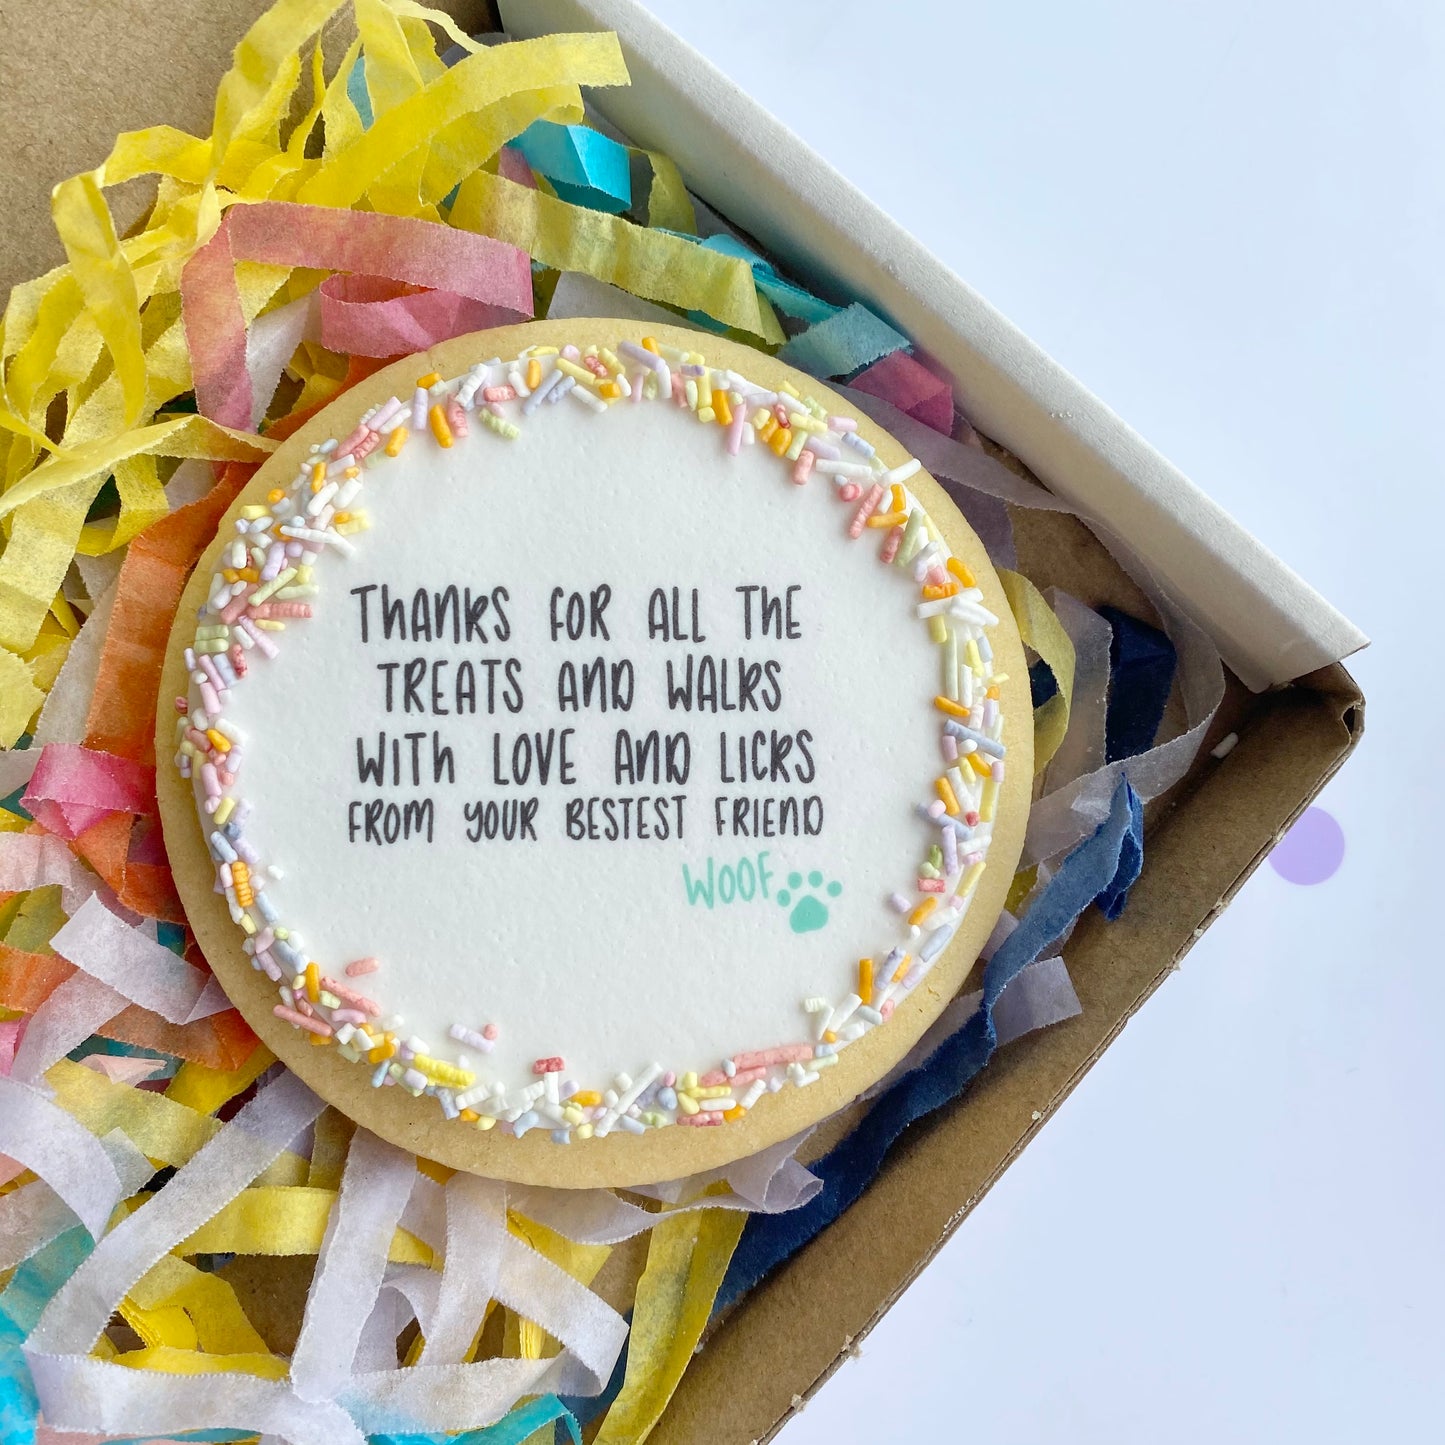 THANKS FOR ALL THE
TREATS AND WALKS
WITH LOVE AND LICKS
FROM YOUR BESTEST FRIEND
WOOF